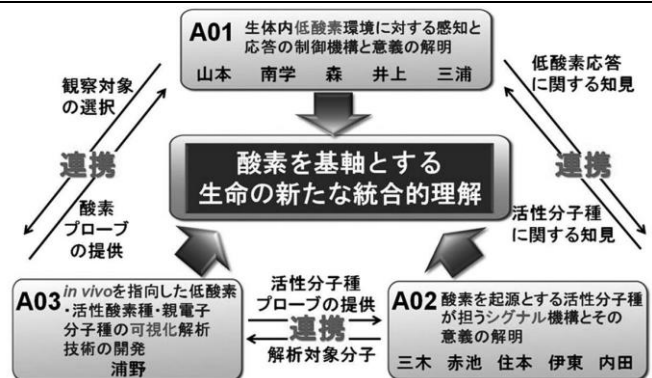 A01 生体内低酸素環境に対する感知と
応答の制御機構と意義の解明
山本 南学 森 井上 三浦
観察対象
の選択
連携
酸素
プローブ
の提供
低酸素応答
に関する知見
連携
活性分子種
に関する知見
酸素を基軸とする
生命の新たな統合的理解
A03 in vivoを指向した低酸素
・活性酸素種・親電子
分子種の可視化解析
技術の開発
浦野
活性分子種
プローブの提供
連携
解析対象分子
A02 酸素を起源とする活性分子種
が担うシグナル機構とその
意義の解明
三木 赤池 住本 伊東 内田